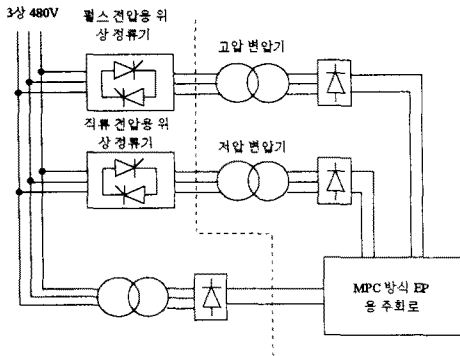 3상 480V
펄스 전압용 위
상 정류기
고압 변압기
직류 전압용 위
상 정류기
저압 변압기
MPC 방식 EP
용 주회로